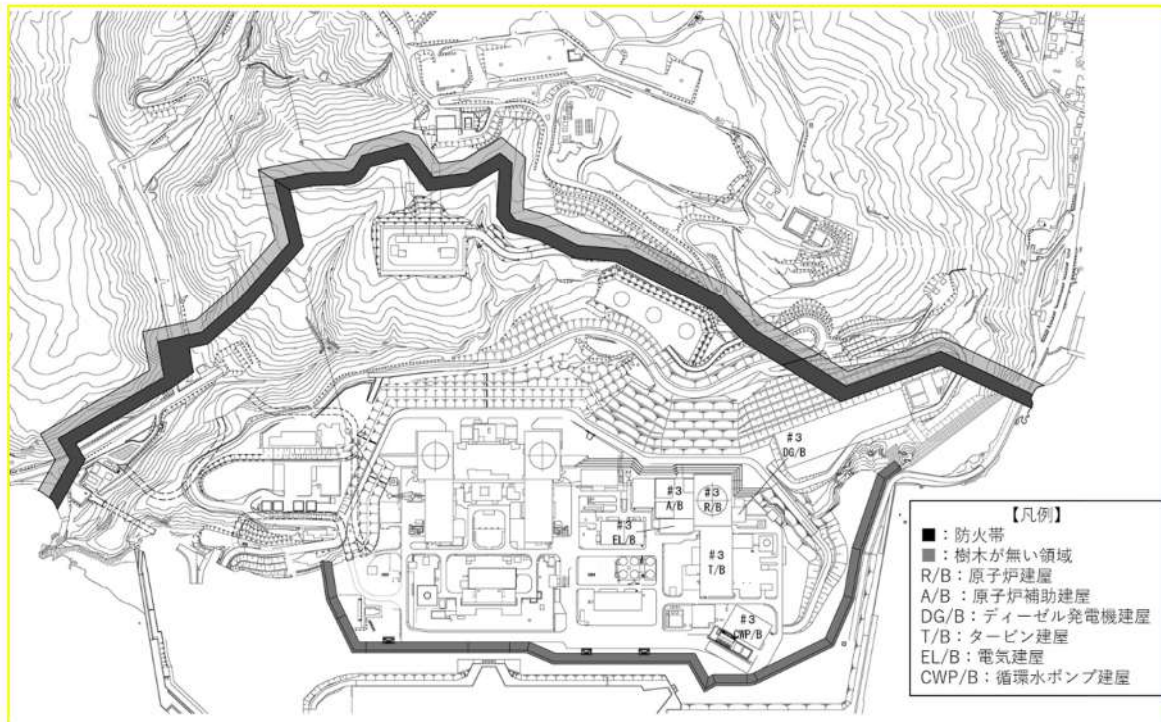 #3
DG/B
#3
A/B
#3
R/B
#3
EL/B
#3
T/B
#3
CWP/B
【凡例】
■：防火帯
■：樹木が無い領域
R/B：原子炉建屋
A/B：原子炉補助建屋
DG/B：ディーゼル発電機建屋
T/B：タービン建屋
EL/B：電気建屋
CWP/B：循環水ポンプ建屋